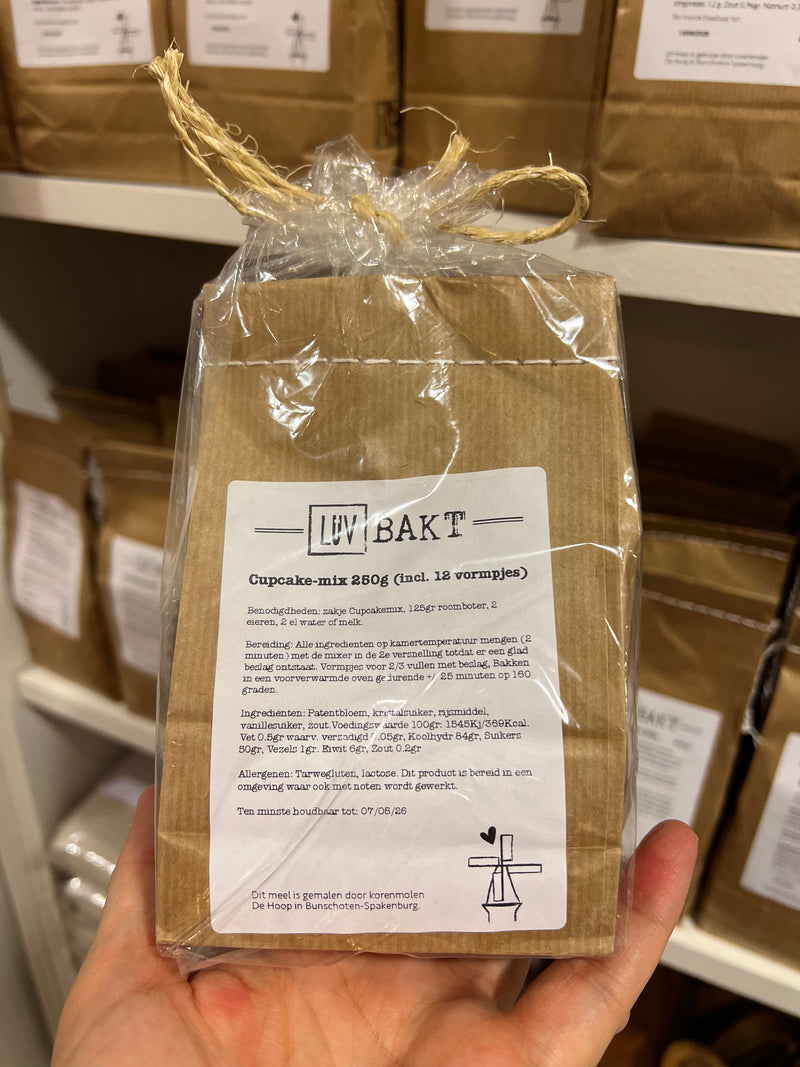 LUV BAKT
Cupcake-mix 250g (incl. 12 vormpjes)
Benodigdheden: zakje Cupcakemix, 125gr roomboter, 2
eieren, 2 el water of melk.
Bereiding: Alle ingredienten op kamertemperatuur mengen (2
minuten) met de mixer in de 2e versnelling totdat er een glad
beslag ontstaat. Vormpjes voor 2/3 vullen met beslag, Bakken
in een voorverwarmde oven gedurende +/- 25 minuten op 160
graden.
Ingredienten: Patentbloem, kristalsuiker, rijsmiddel,
vanillesuiker, zout.Voedingswaarde 100gr: 1545Kj/369Kcal.
Vet 0.5gr waarv. verzadigd 0.05gr, Koolhydr 84gr, Suikers
50gr, Vezels 1gr. Eiwit 6gr, Zout 0.2gr
Allergenen: Tarwegluten, lactose. Dit product is bereid in een
omgeving waar ook met noten wordt gewerkt.
Ten minste houdbaar tot: 07/05/26
Dit meel is gemalen door korenmolen
De Hoop in Bunschoten-Spakenburg.
BAKT